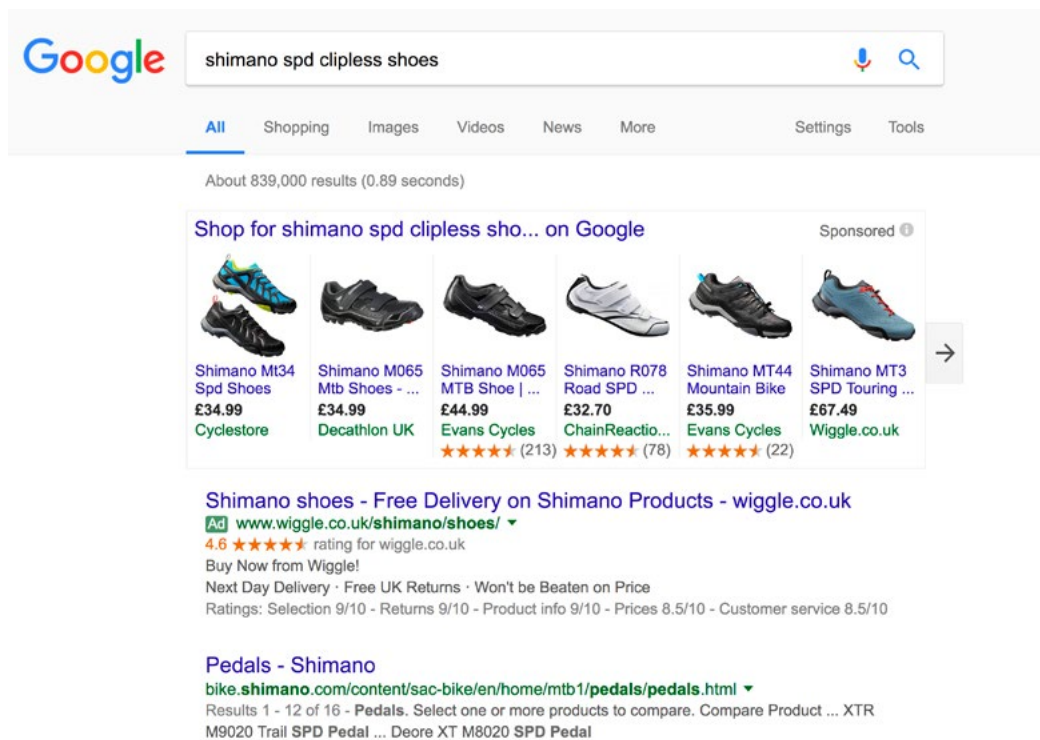 Google
shimano spd clipless shoes
All Shopping Images Videos News More Settings Tools
About 839,000 results (0.89 seconds)
Shop for shimano spd clipless sho... on Google Sponsored
Shimano Mt34
Spd Shoes
£34.99
Cyclestore
Shimano M065
Mtb Shoes - ...
£34.99
Decathlon UK
Shimano M065
MTB Shoe | ...
£44.99
Evans Cycles
(213)
Shimano R078
Road SPD ...
£32.70
ChainReactio...
(78)
Shimano MT44
Mountain Bike
£35.99
Evans Cycles
(22)
Shimano MT3
SPD Touring ...
£67.49
Wiggle.co.uk
Shimano shoes - Free Delivery on Shimano Products - wiggle.co.uk
Ad www.wiggle.co.uk/shimano/shoes/
4.6 rating for wiggle.co.uk
Buy Now from Wiggle!
Next Day Delivery · Free UK Returns · Won't be Beaten on Price
Ratings: Selection 9/10 - Returns 9/10 - Product info 9/10 - Prices 8.5/10 - Customer service 8.5/10
Pedals - Shimano
bike.shimano.com/content/sac-bike/en/home/mtb1/pedals/pedals.html
Results 1 - 12 of 16 - Pedals. Select one or more products to compare. Compare Product ... XTR
M9020 Trail SPD Pedal ... Deore XT M8020 SPD Pedal